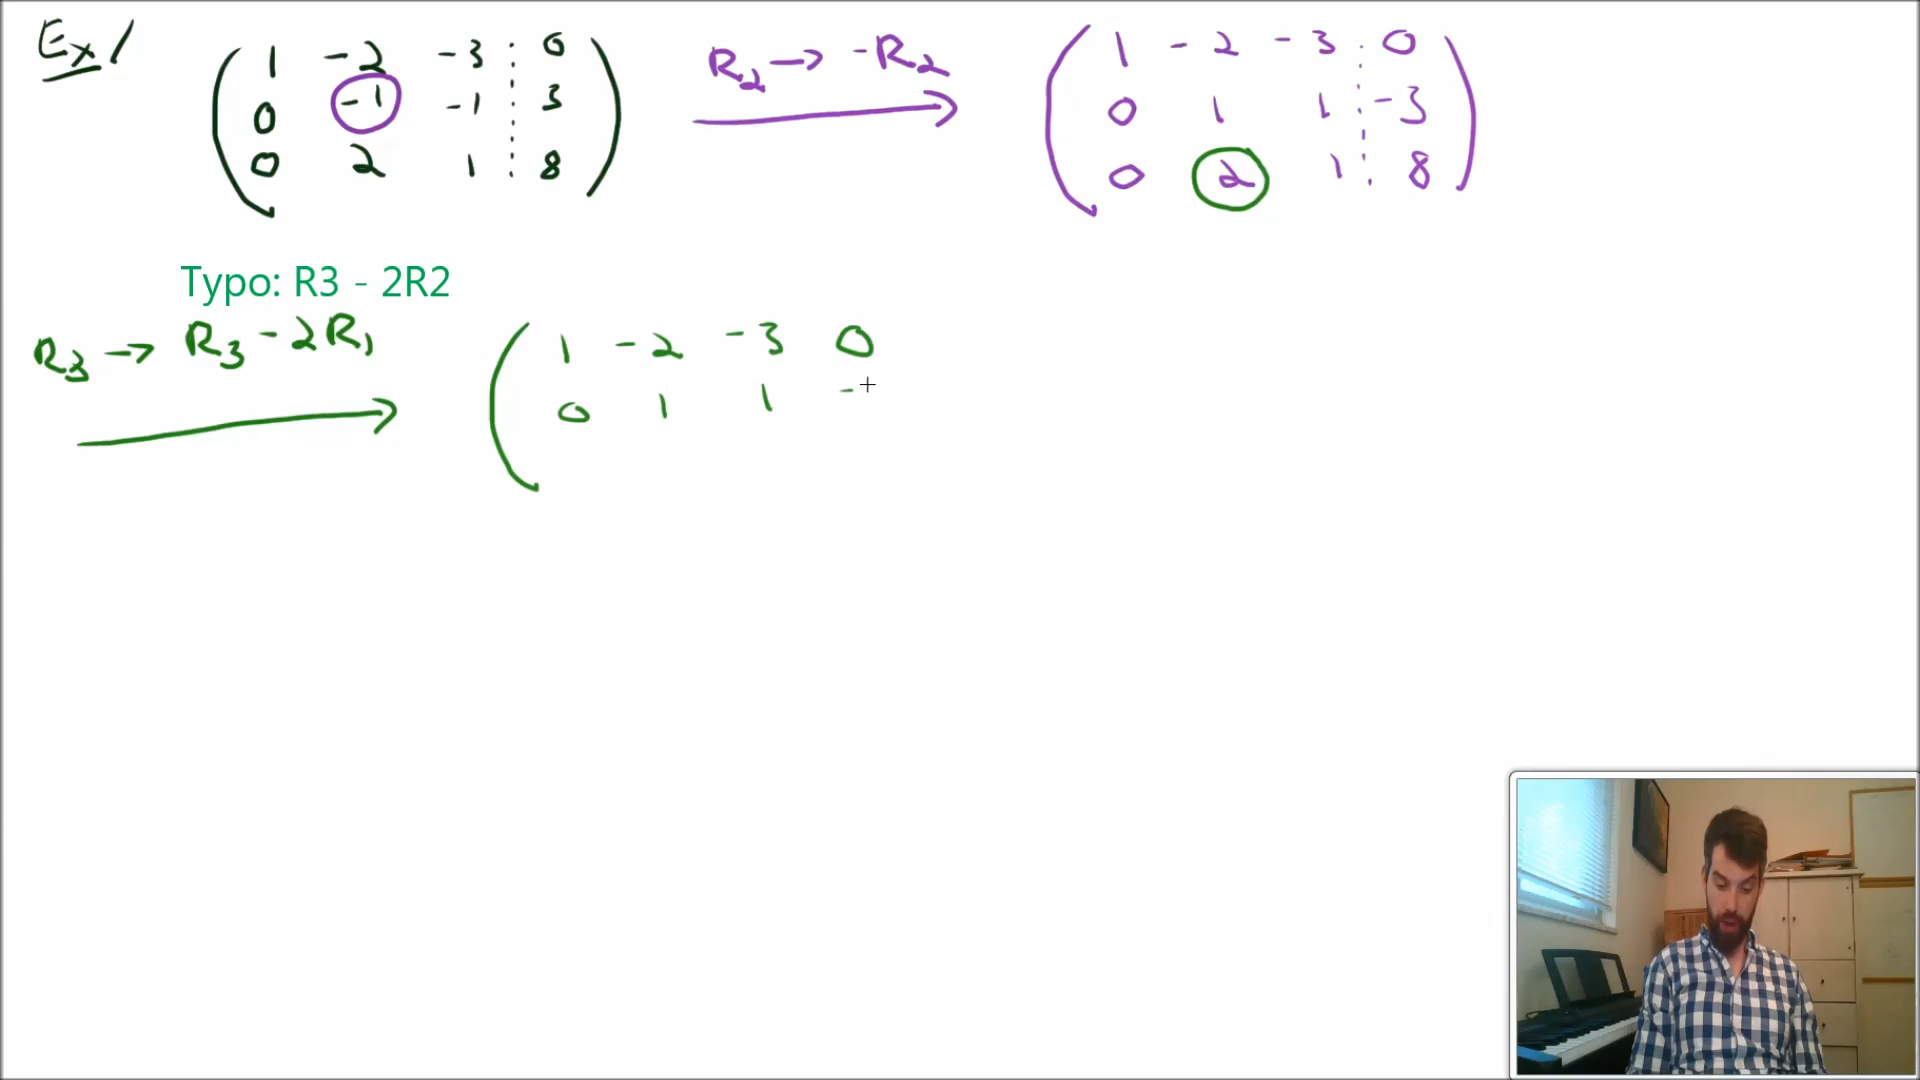 Ex/
1 -2 -3 : 0
0 -1 -1 : 3
0 2 1 : 8
R2 → -R2
1 -2 -3 : 0
0 1 1 : -3
0 2 1 : 8
Typo: R3 - 2R2
R3 → R3 - 2R1
1 -2 -3 0
0 1 1 -